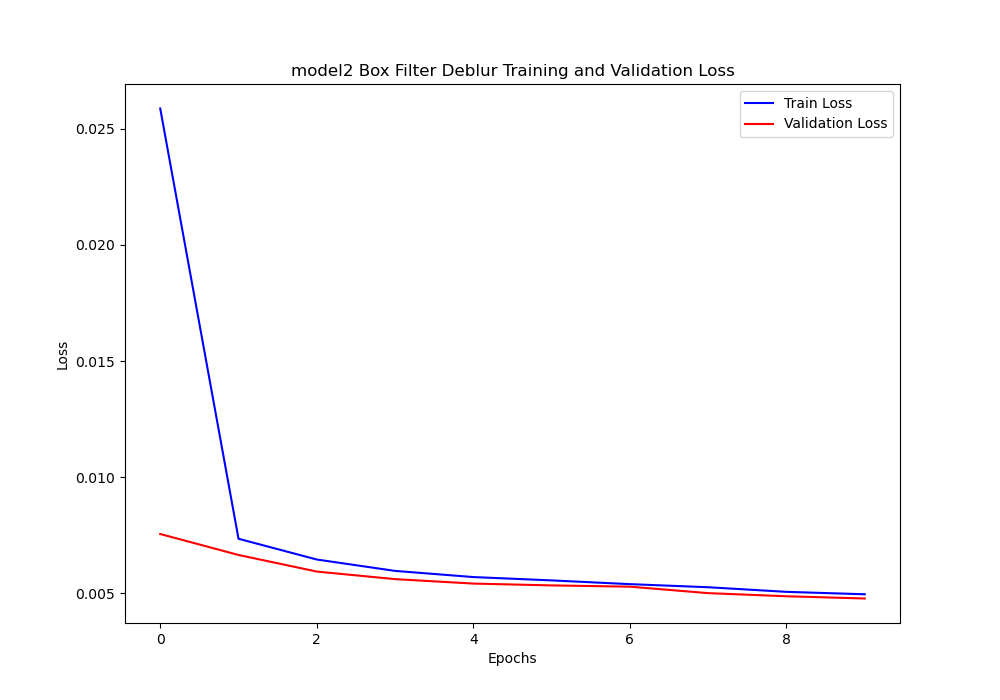 model2 Box Filter Deblur Training and Validation Loss
Train Loss
Validation Loss
0.025
0.020
0.015
0.010
0.005
Loss
0 2 4 6 8
Epochs